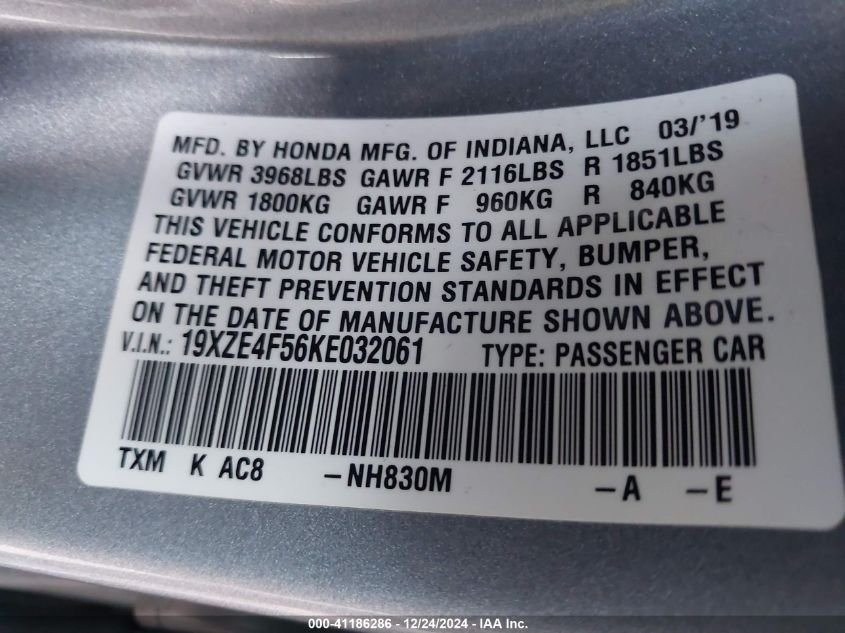 MFD. BY HONDA MFG. OF INDIANA, LLC 03/'19
GVWR 3968LBS GAWR F 2116LBS R 1851LBS
GVWR 1800KG GAWR F 960KG R 840KG
THIS VEHICLE CONFORMS TO ALL APPLICABLE
FEDERAL MOTOR VEHICLE SAFETY, BUMPER,
AND THEFT PREVENTION STANDARDS IN EFFECT
ON THE DATE OF MANUFACTURE SHOWN ABOVE.
V.I.N.: 19XZE4F56KE032061 TYPE: PASSENGER CAR
TXM K AC8 -NH830M -A -E
000-41186286 - 12/24/2024 - IAA Inc.